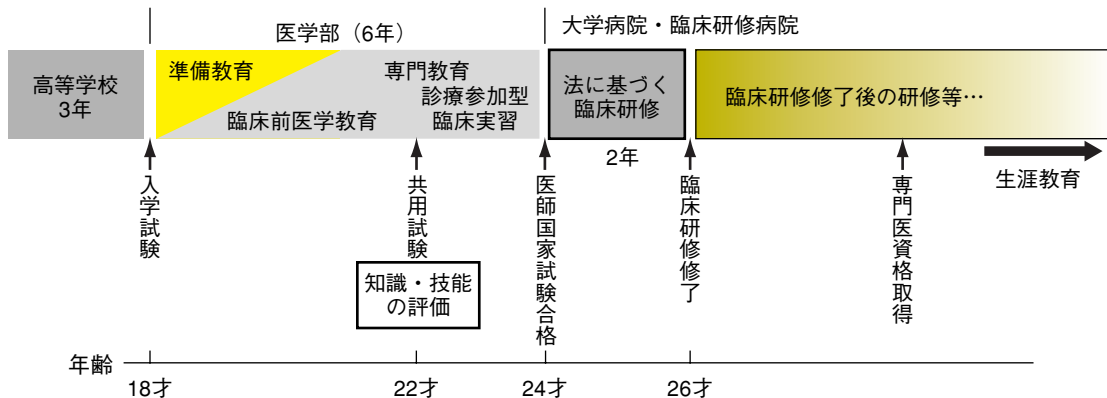 医学部（6年）
大学病院・臨床研修病院
高等学校
3年
準備教育
臨床前医学教育
専門教育
診療参加型
臨床実習
法に基づく
臨床研修
2年
臨床研修修了後の研修等…
生涯教育
入学試験
共用試験
知識・技能
の評価
医師国家試験合格
臨床研修修了
専門医資格取得
年齢
18才
22才
24才
26才